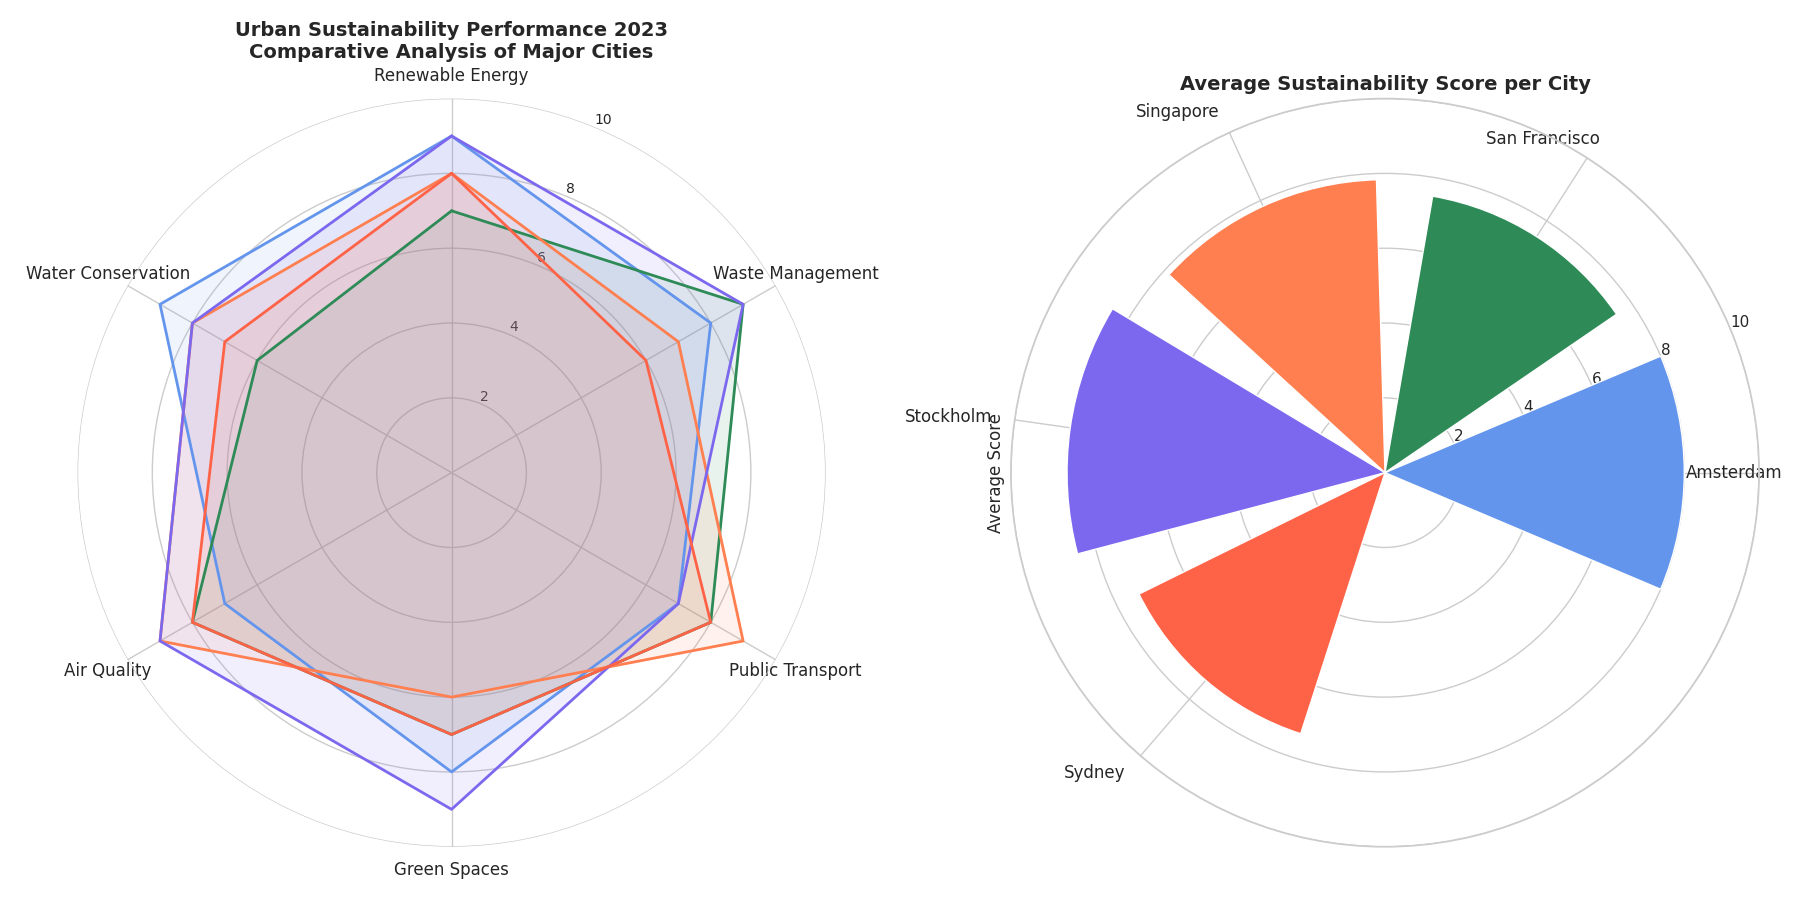 Urban Sustainability Performance 2023
Comparative Analysis of Major Cities
Renewable Energy
Waste Management
Public Transport
Green Spaces
Air Quality
Water Conservation
2
4
6
8
10
Average Sustainability Score per City
Singapore
San Francisco
Stockholm
Average Score
Amsterdam
Sydney
2
4
6
8
10